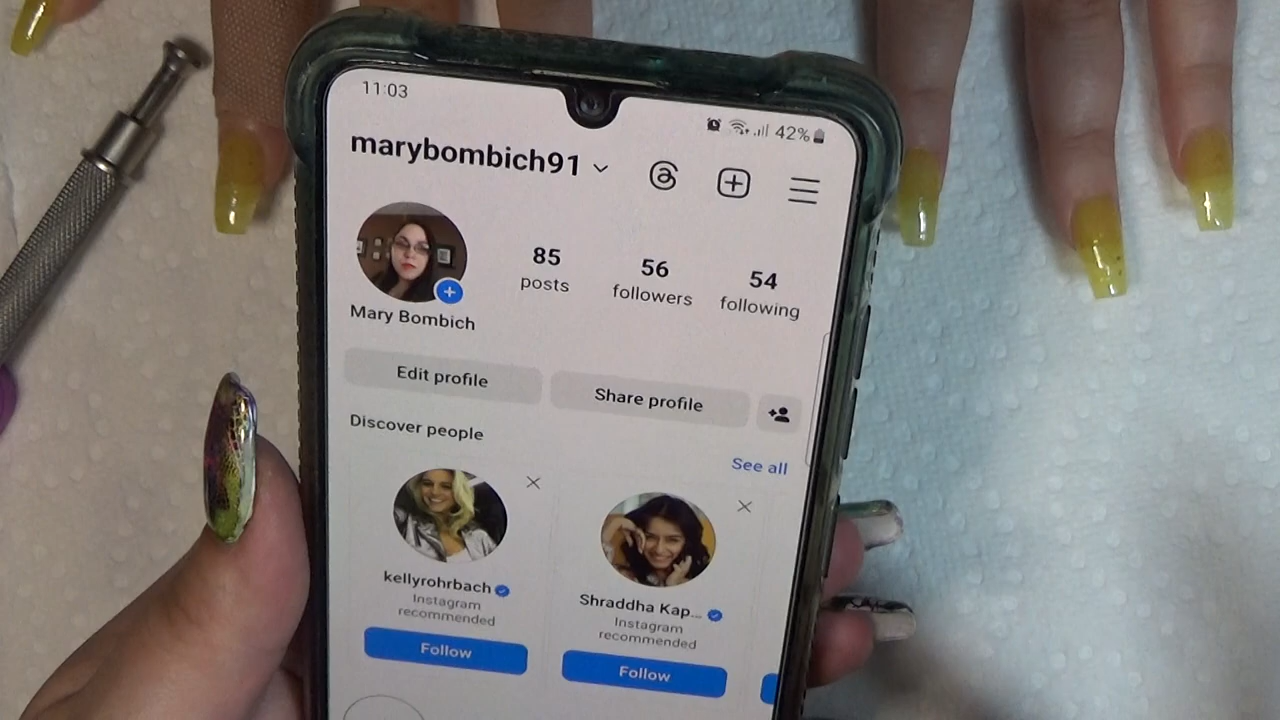 11:03
42%
marybombich91
85
posts
56
followers
54
following
Mary Bombich
Edit profile
Share profile
Discover people
See all
kellyrohrbach
Instagram
recommended
Follow
Shraddha Kap...
Instagram
recommended
Follow